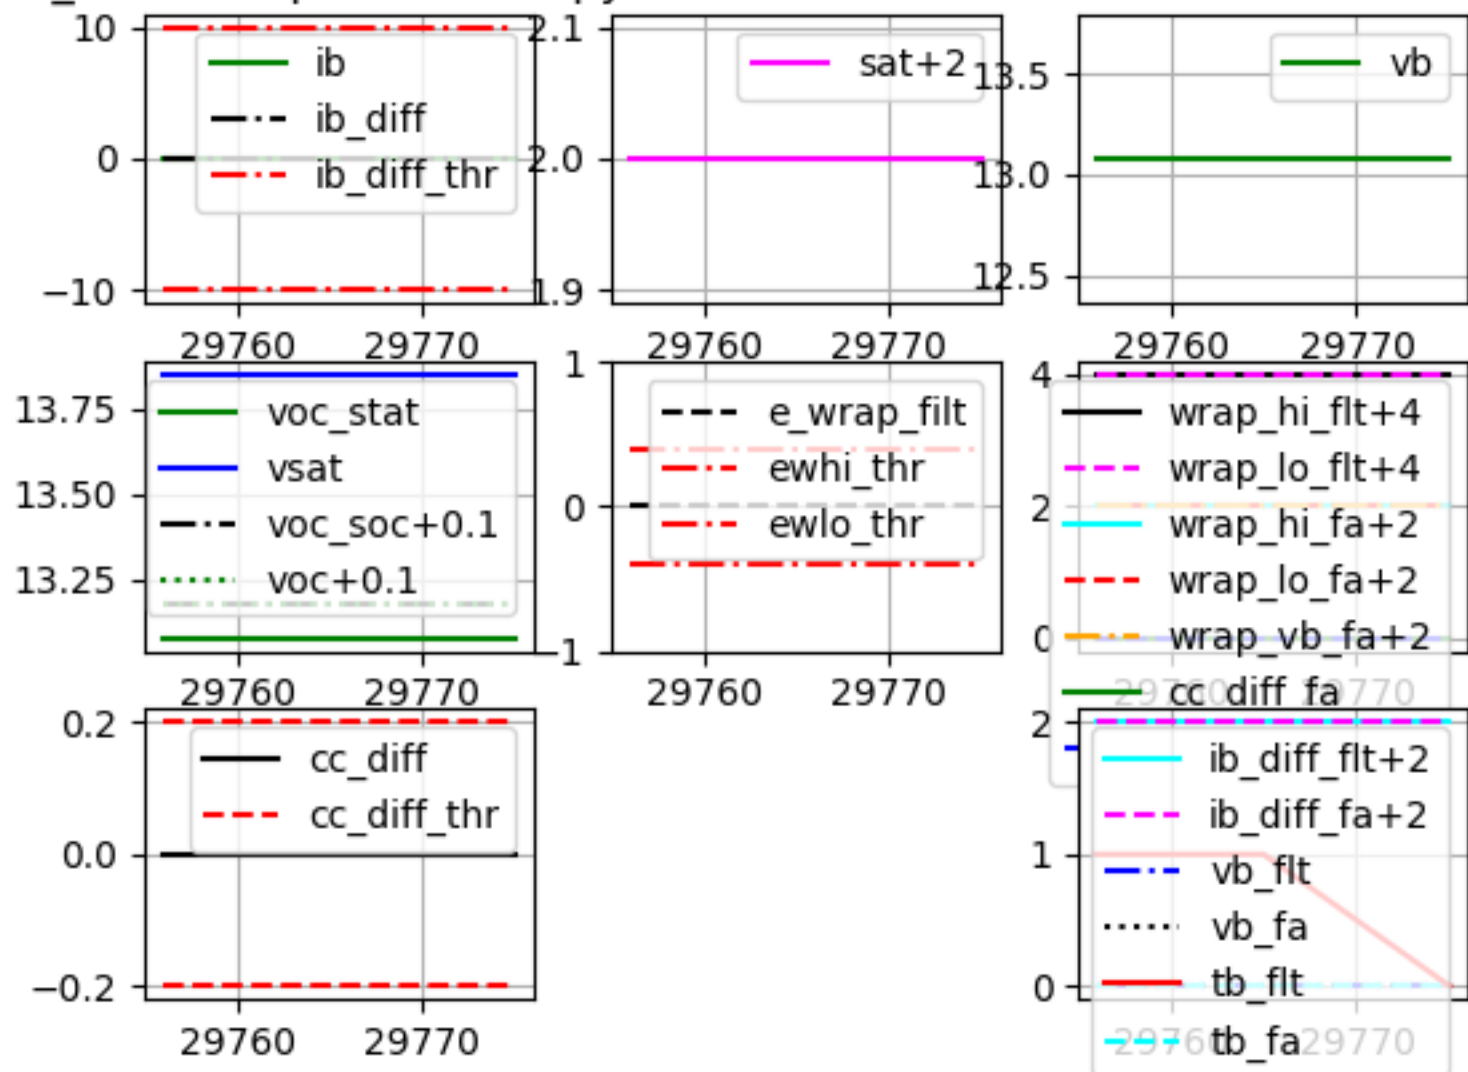 10
0
−10
ib
ib_diff
ib_diff_thr
29760 29770
2.1
2.0
1.9
sat+2
29760 29770
13.5
13.0
12.5
vb
29760 29770
13.75
13.50
13.25
voc_stat
vsat
voc_soc+0.1
voc+0.1
29760 29770
1
0
−1
e_wrap_filt
ewhi_thr
ewlo_thr
29760 29770
4
2
0
wrap_hi_flt+4
wrap_lo_flt+4
wrap_hi_fa+2
wrap_lo_fa+2
wrap_vb_fa+2
cc_diff_fa
29760 29770
0.2
0.0
−0.2
cc_diff
cc_diff_thr
29760 29770
2
1
0
ib_diff_flt+2
ib_diff_fa+2
vb_flt
vb_fa
tb_flt
tb_fa
29760 29770